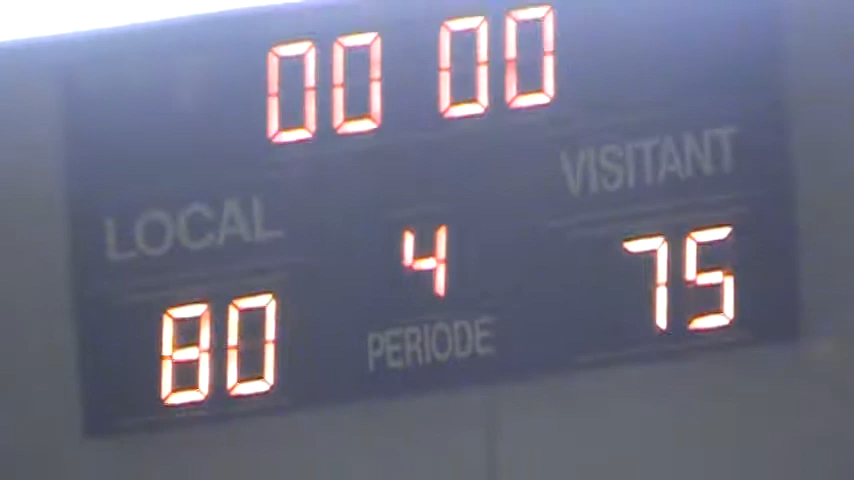 00 00
LOCAL
VISITANT
80
4
75
PERIODE